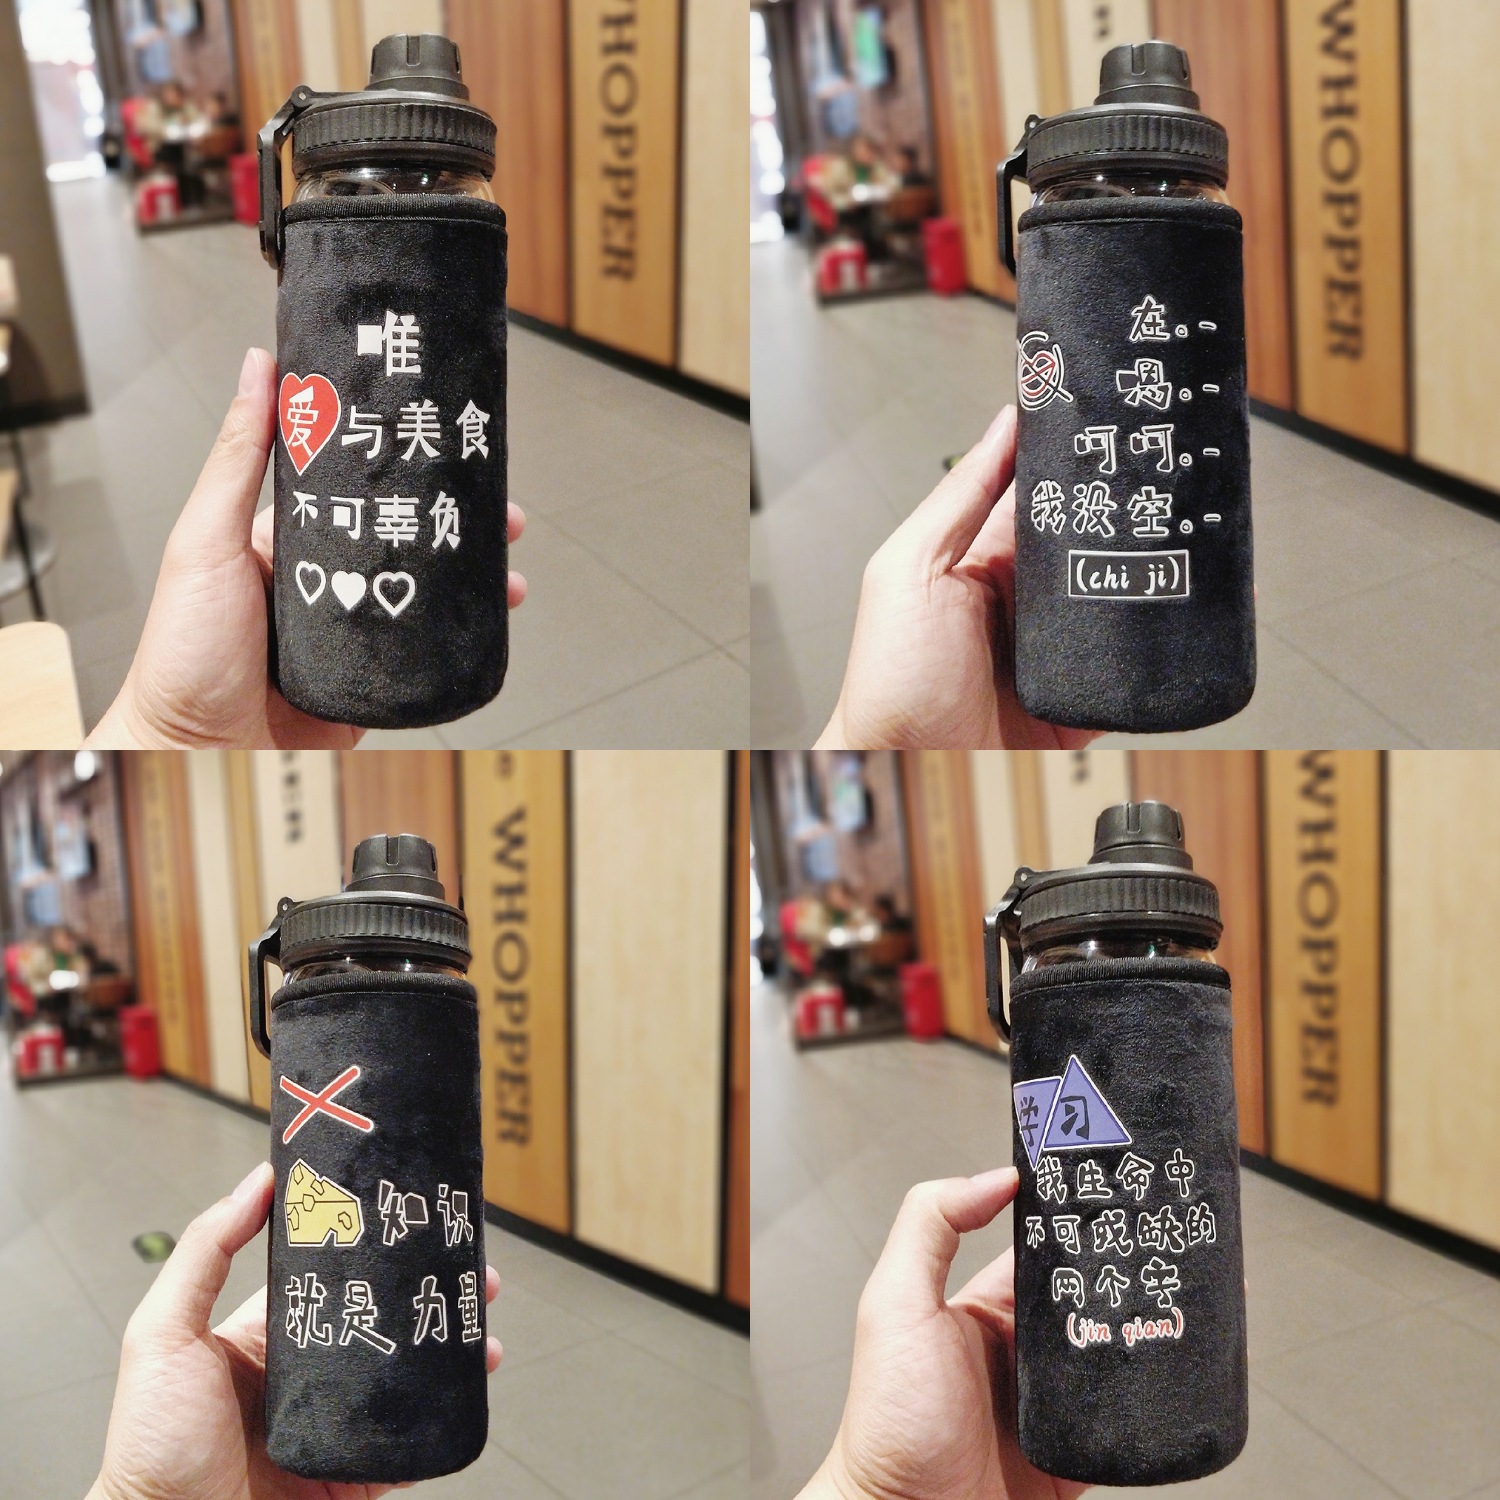 WHOPPER
唯
爱与美食
不可辜负
WHOPPER
在。-
嗯。-
呵呵。-
我没空。-
(chi ji)
WHOPPER
知识
就是力量
WHOPPER
学习
我生命中
不可或缺的
两个字
(jin qian)